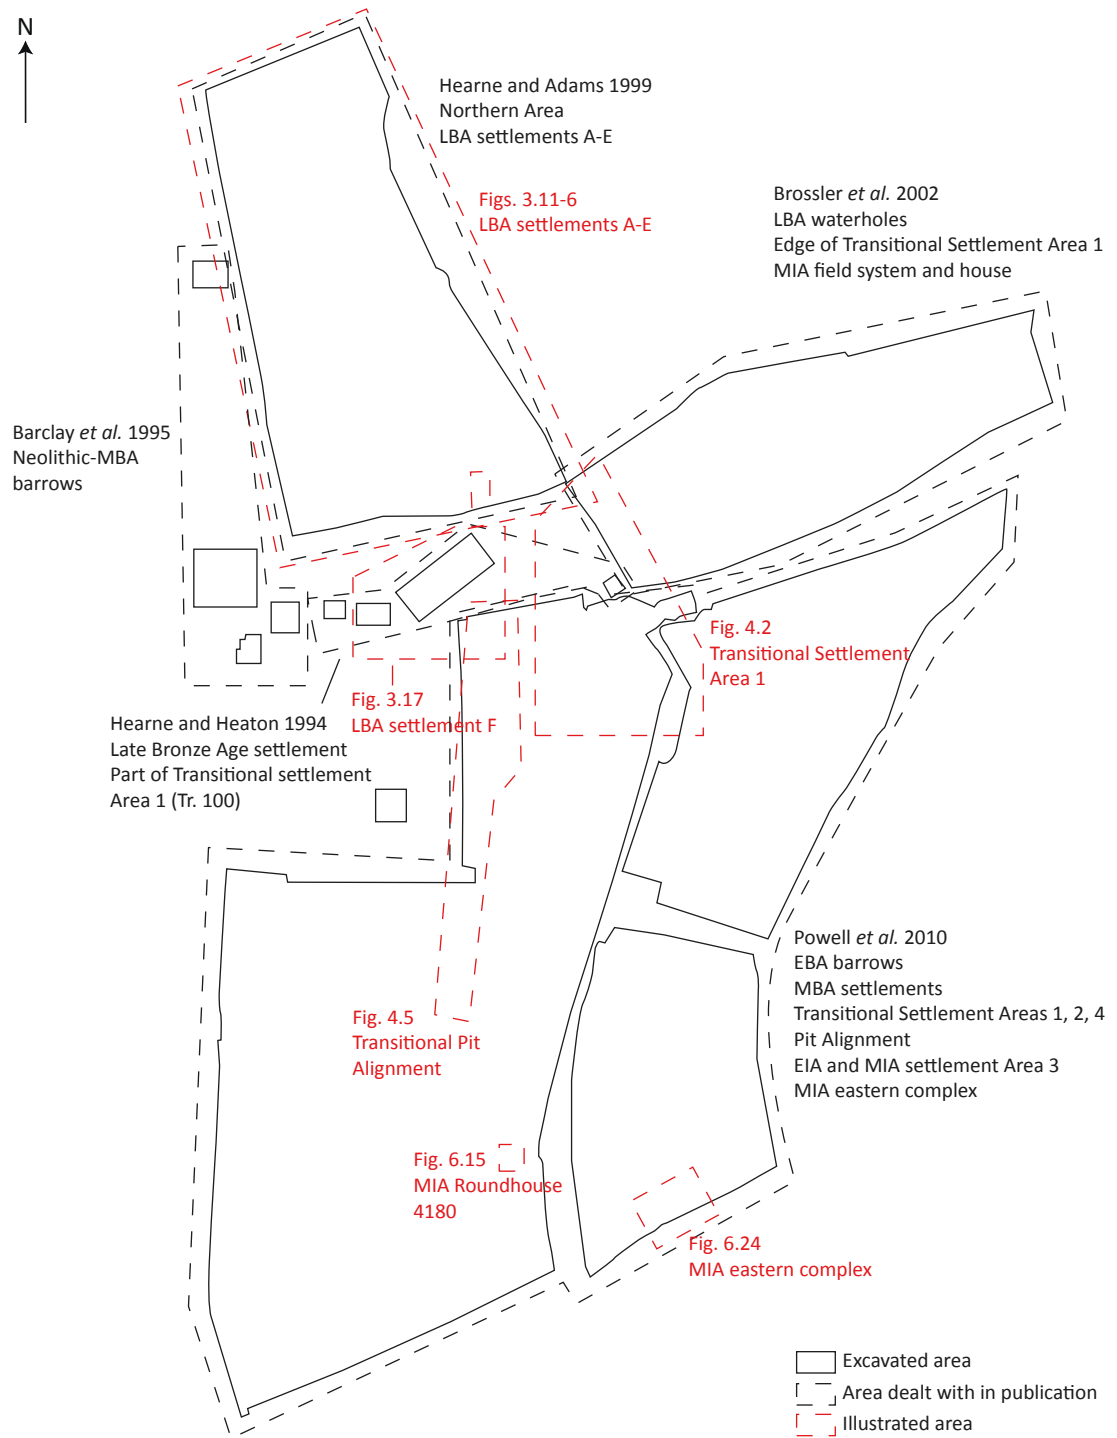 N
Hearne and Adams 1999
Northern Area
LBA settlements A-E
Figs. 3.11-6
LBA settlements A-E
Brossler et al. 2002
LBA waterholes
Edge of Transitional Settlement Area 1
MIA field system and house
Barclay et al. 1995
Neolithic-MBA
barrows
Fig. 4.2
Transitional Settlement
Area 1
Fig. 3.17
LBA settlement F
Hearne and Heaton 1994
Late Bronze Age settlement
Part of Transitional settlement
Area 1 (Tr. 100)
Powell et al. 2010
EBA barrows
MBA settlements
Transitional Settlement Areas 1, 2, 4
Pit Alignment
EIA and MIA settlement Area 3
MIA eastern complex
Fig. 4.5
Transitional Pit
Alignment
Fig. 6.15
MIA Roundhouse
4180
Fig. 6.24
MIA eastern complex
Excavated area
Area dealt with in publication
Illustrated area